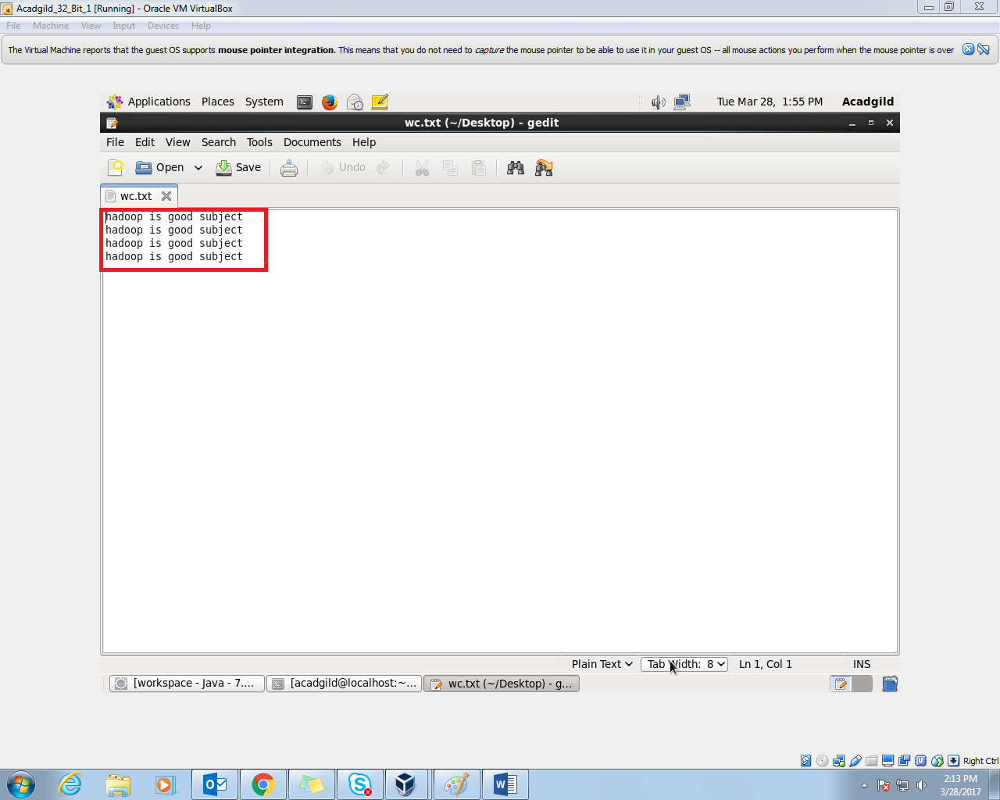 Acadgild_32_Bit_1 [Running] - Oracle VM VirtualBox
File Machine View Input Devices Help
The Virtual Machine reports that the guest OS supports mouse pointer integration. This means that you do not need to capture the mouse pointer to be able to use it in your guest OS -- all mouse actions you perform when the mouse pointer is over
Applications Places System Tue Mar 28, 1:55 PM Acadgild
wc.txt (~/Desktop) - gedit
File Edit View Search Tools Documents Help
Open Save Undo
wc.txt
hadoop is good subject
hadoop is good subject
hadoop is good subject
hadoop is good subject
Plain Text Tab Width: 8 Ln 1, Col 1 INS
[workspace - Java - 7.... [acadgild@localhost:~... wc.txt (~/Desktop) - g...
Right Ctrl
2:13 PM
3/28/2017